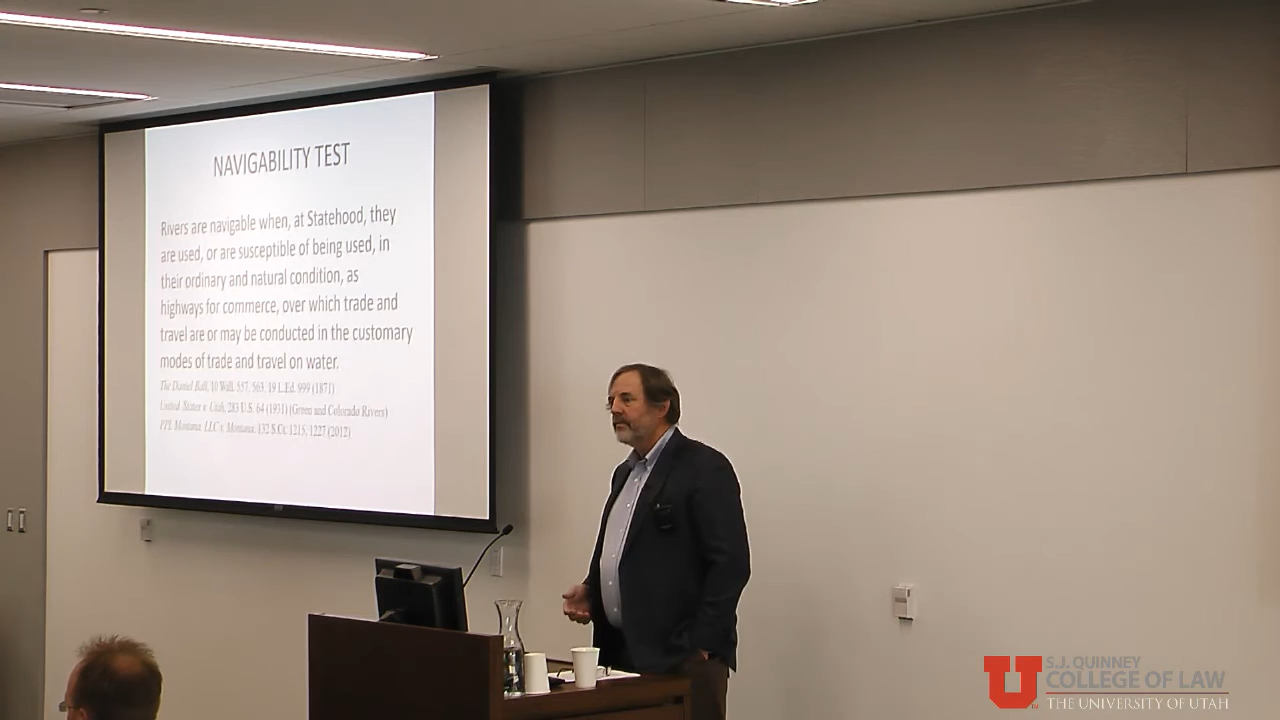 NAVIGABILITY TEST
Rivers are navigable when, at Statehood, they
are used, or are susceptible of being used, in
their ordinary and natural condition, as
highways for commerce, over which trade and
travel are or may be conducted in the customary
modes of trade and travel on water.
The Daniel Ball, 10 Wall. 557, 563, 19 L.Ed. 999 (1871)
United States v. Utah, 283 U.S. 64 (1931) (Green and Colorado Rivers)
PPL Montana, LLC v. Montana, 132 S.Ct. 1215, 1227 (2012)
U
S.J. QUINNEY
COLLEGE OF LAW
THE UNIVERSITY OF UTAH